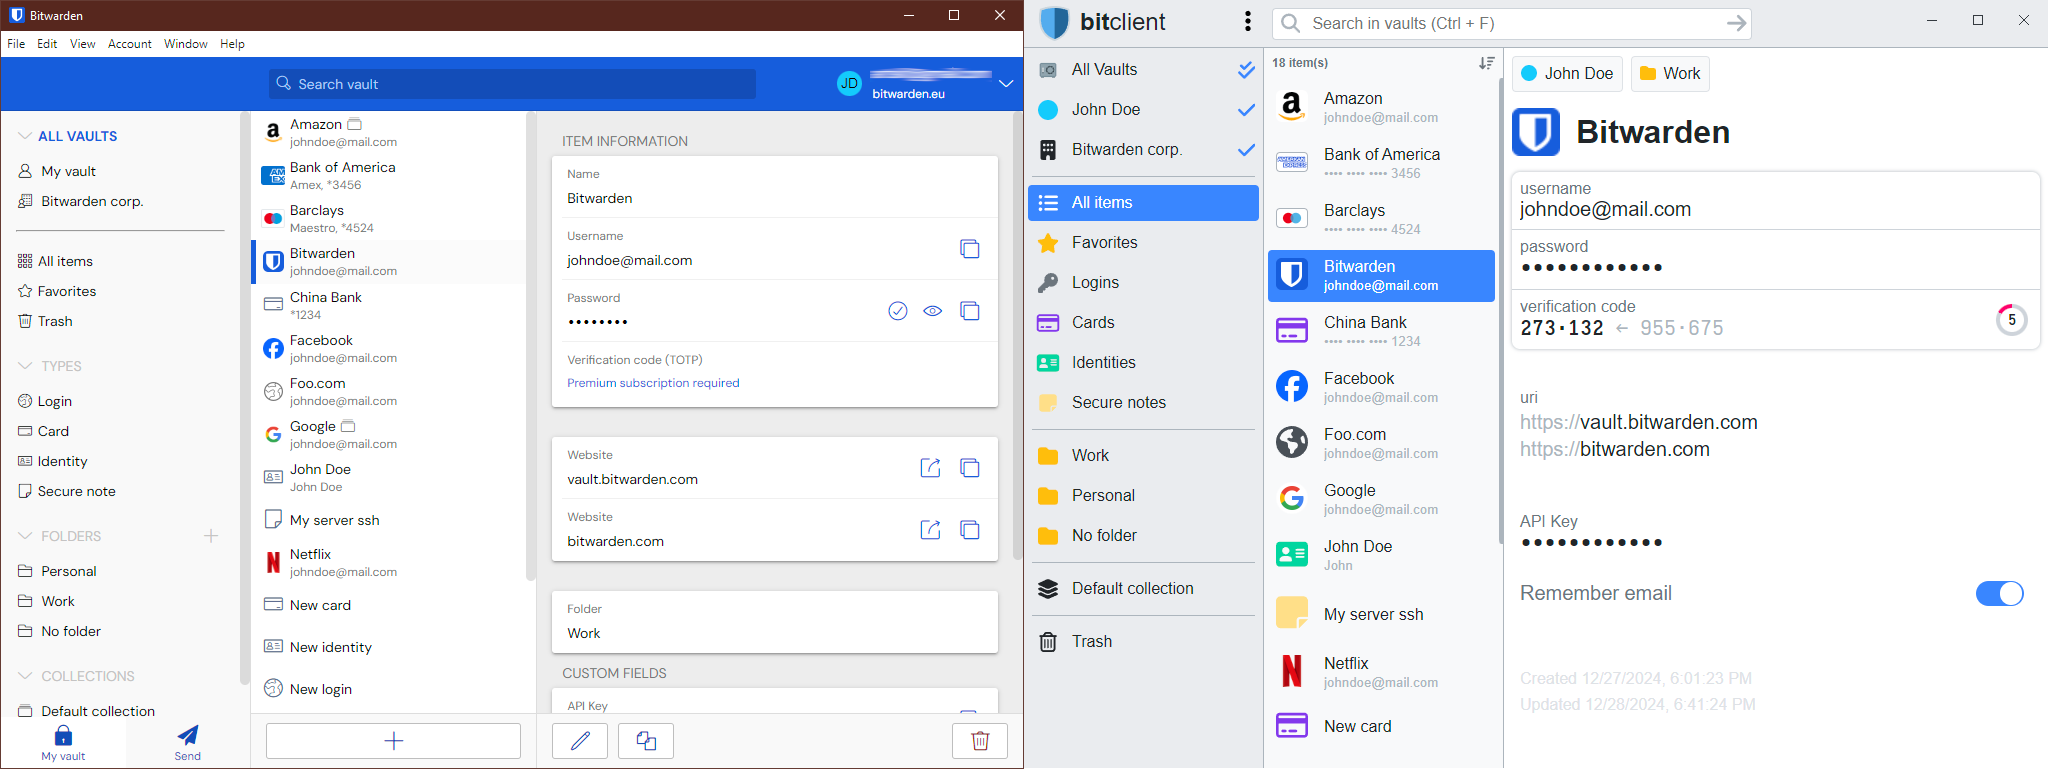 Bitwarden
File Edit View Account Window Help
Search vault
JD
bitwarden.eu
ALL VAULTS
My vault
Bitwarden corp.
All items
Favorites
Trash
TYPES
Login
Card
Identity
Secure note
FOLDERS
Personal
Work
No folder
COLLECTIONS
Default collection
My vault
Send
Amazon
johndoe@mail.com
Bank of America
Amex, *3456
Barclays
Maestro, *4524
Bitwarden
johndoe@mail.com
China Bank
*1234
Facebook
johndoe@mail.com
Foo.com
johndoe@mail.com
Google
johndoe@mail.com
John Doe
John Doe
My server ssh
Netflix
johndoe@mail.com
New card
New identity
New login
ITEM INFORMATION
Name
Bitwarden
Username
johndoe@mail.com
Password
••••••••
Verification code (TOTP)
Premium subscription required
Website
vault.bitwarden.com
Website
bitwarden.com
Folder
Work
CUSTOM FIELDS
API Key
bitclient
Search in vaults (Ctrl + F)
All Vaults
John Doe
Bitwarden corp.
All items
Favorites
Logins
Cards
Identities
Secure notes
Work
Personal
No folder
Default collection
Trash
18 item(s)
Amazon
johndoe@mail.com
Bank of America
•••• •••• •••• 3456
Barclays
•••• •••• •••• 4524
Bitwarden
johndoe@mail.com
China Bank
•••• •••• •••• 1234
Facebook
johndoe@mail.com
Foo.com
johndoe@mail.com
Google
johndoe@mail.com
John Doe
John
My server ssh
Netflix
johndoe@mail.com
New card
John Doe
Work
Bitwarden
username
johndoe@mail.com
password
••••••••••••
verification code
273·132 ← 955·675
5
uri
https://vault.bitwarden.com
https://bitwarden.com
API Key
••••••••••••
Remember email
Created 12/27/2024, 6:01:23 PM
Updated 12/28/2024, 6:41:24 PM